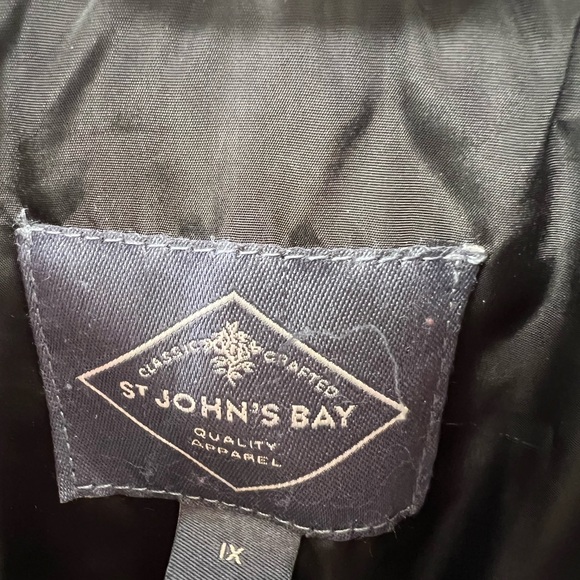 CLASSIC CRAFTED
ST JOHN'S BAY
QUALITY
APPAREL
1X